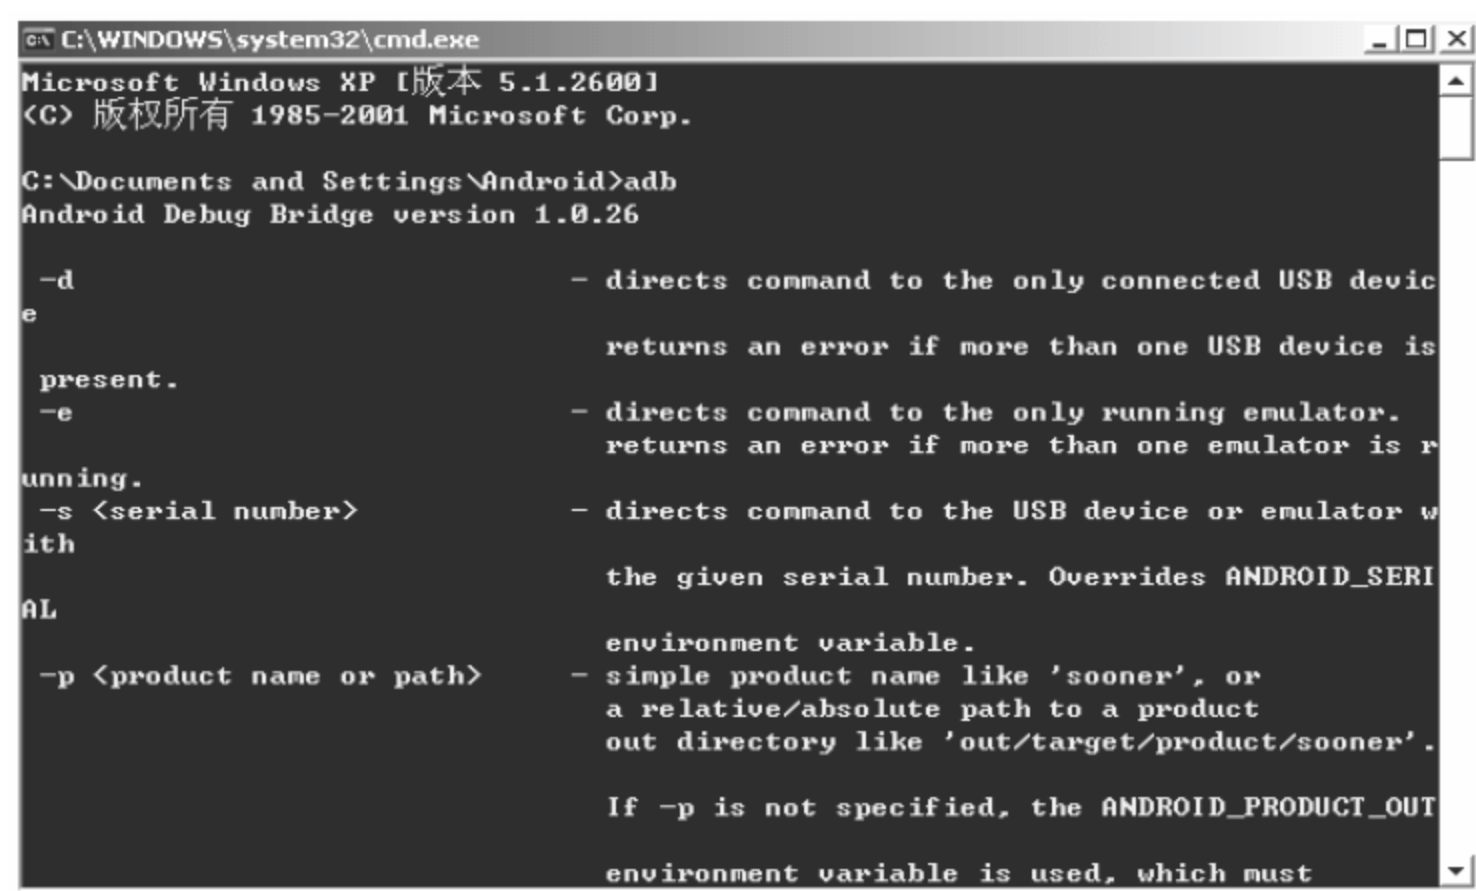 C:\WINDOWS\system32\cmd.exe
Microsoft Windows XP [版本 5.1.2600]
(C) 版权所有 1985-2001 Microsoft Corp.
C:\Documents and Settings\Android>adb
Android Debug Bridge version 1.0.26
-d - directs command to the only connected USB devic
e
returns an error if more than one USB device is
present.
-e - directs command to the only running emulator.
returns an error if more than one emulator is r
unning.
-s <serial number> - directs command to the USB device or emulator w
ith
the given serial number. Overrides ANDROID_SERI
AL
environment variable.
-p <product name or path> - simple product name like 'sooner', or
a relative/absolute path to a product
out directory like 'out/target/product/sooner'.
If -p is not specified, the ANDROID_PRODUCT_OUT
environment variable is used, which must